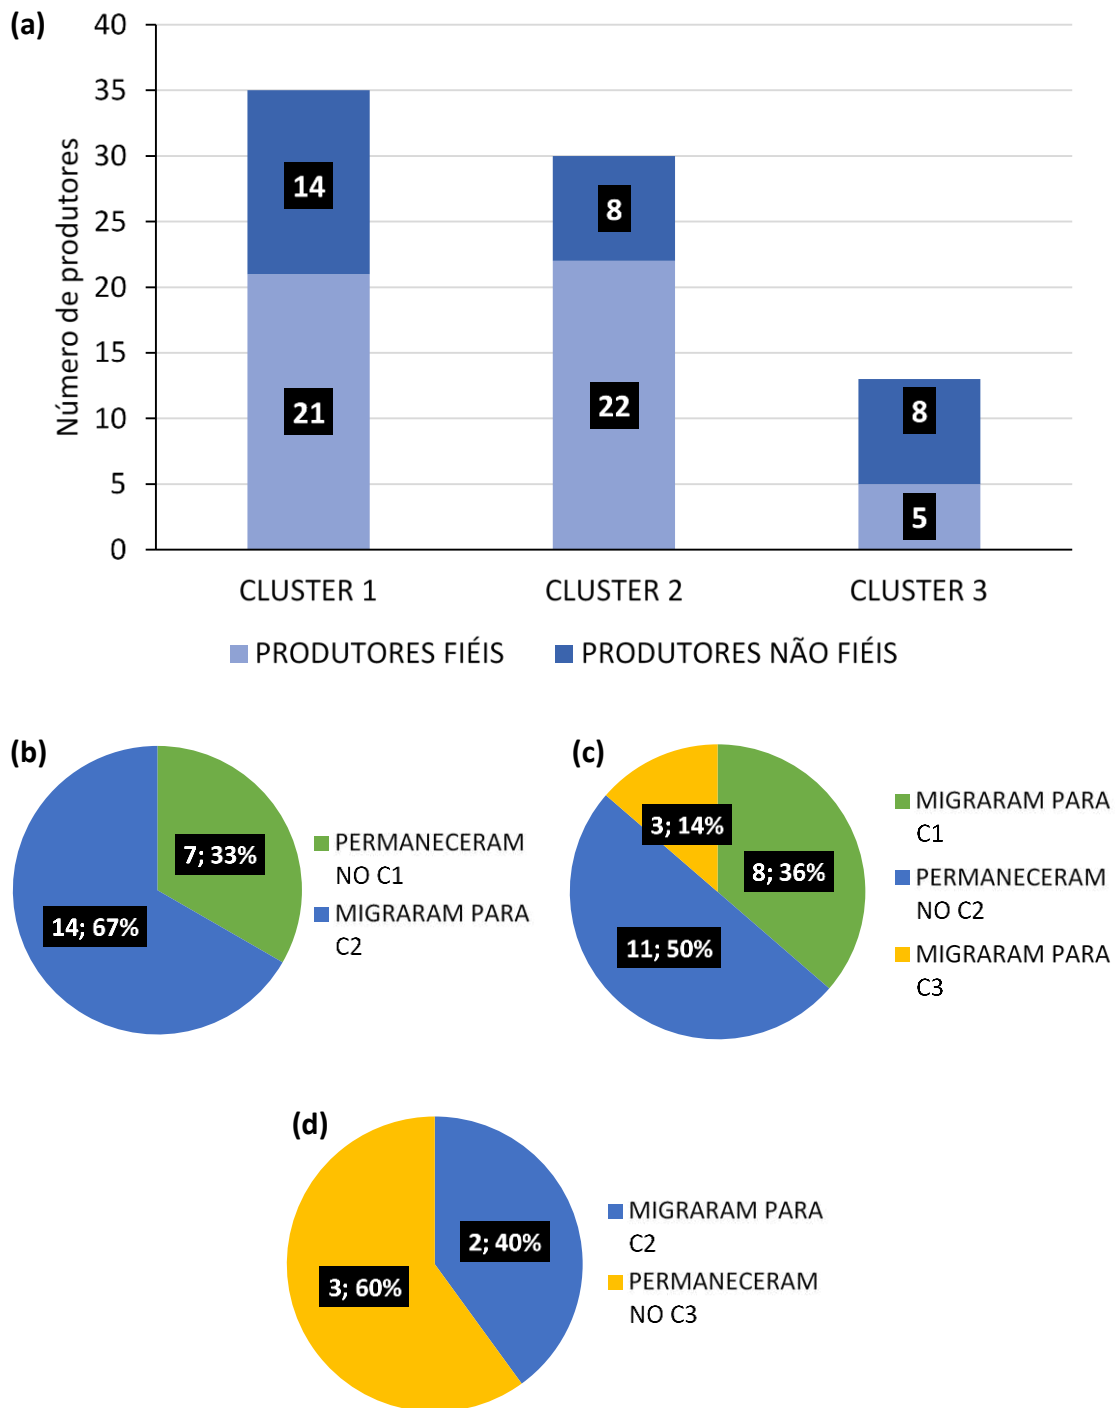 (a)
40
35
30
25
20
15
10
5
0
Número de produtores
14
21
8
22
8
5
CLUSTER 1
CLUSTER 2
CLUSTER 3
PRODUTORES FIÉIS
PRODUTORES NÃO FIÉIS
(b)
7; 33%
14; 67%
PERMANECERAM
NO C1
MIGRARAM PARA
C2
(c)
3; 14%
8; 36%
11; 50%
MIGRARAM PARA
C1
PERMANECERAM
NO C2
MIGRARAM PARA
C3
(d)
2; 40%
3; 60%
MIGRARAM PARA
C2
PERMANECERAM
NO C3